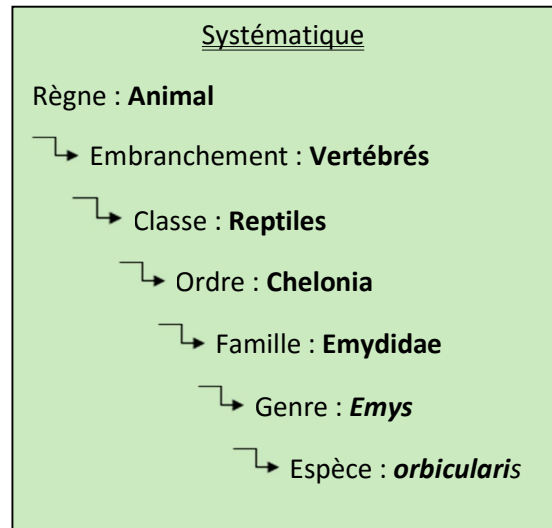 Systématique
Règne : Animal
Embranchement : Vertébrés
Classe : Reptiles
Ordre : Chelonia
Famille : Emydidae
Genre : Emys
Espèce : orbicularis